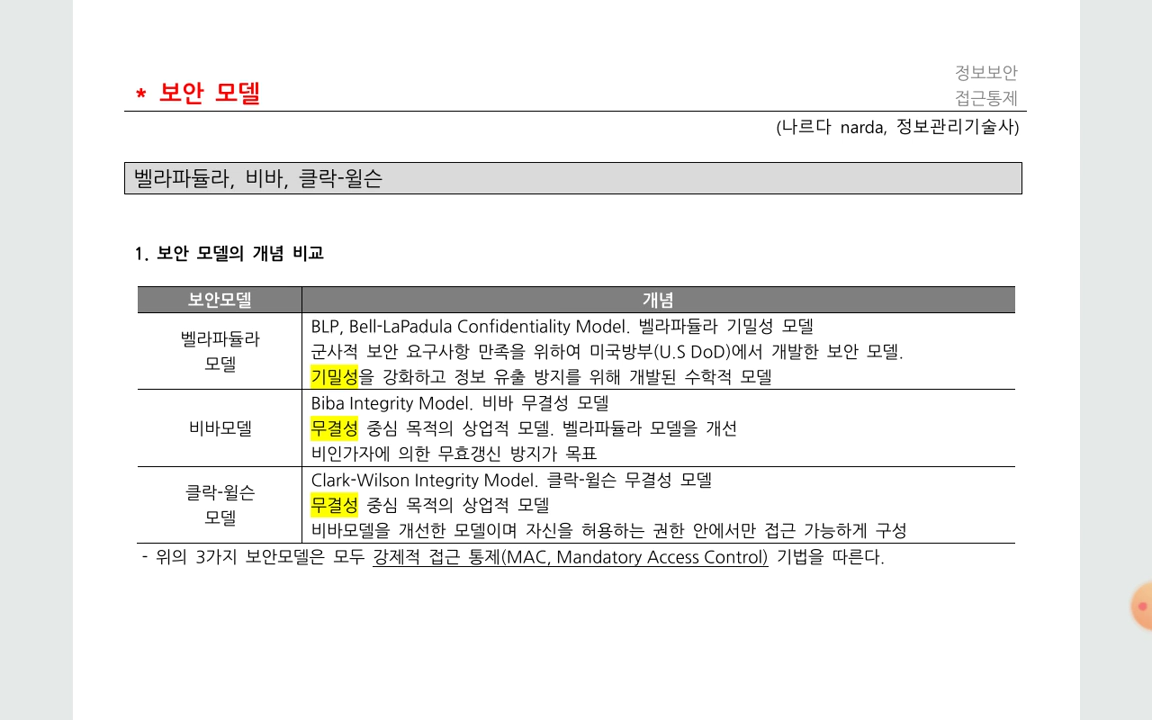 정보보안
* 보안 모델
접근통제
(나르다 narda, 정보관리기술사)
벨라파듈라, 비바, 클락-윌슨
1. 보안 모델의 개념 비교
보안모델 개념
벨라파듈라
모델
BLP, Bell-LaPadula Confidentiality Model. 벨라파듈라 기밀성 모델
군사적 보안 요구사항 만족을 위하여 미국방부(U.S DoD)에서 개발한 보안 모델.
기밀성을 강화하고 정보 유출 방지를 위해 개발된 수학적 모델
비바모델
Biba Integrity Model. 비바 무결성 모델
무결성 중심 목적의 상업적 모델. 벨라파듈라 모델을 개선
비인가자에 의한 무효갱신 방지가 목표
클락-윌슨
모델
Clark-Wilson Integrity Model. 클락-윌슨 무결성 모델
무결성 중심 목적의 상업적 모델
비바모델을 개선한 모델이며 자신을 허용하는 권한 안에서만 접근 가능하게 구성
- 위의 3가지 보안모델은 모두 강제적 접근 통제(MAC, Mandatory Access Control) 기법을 따른다.